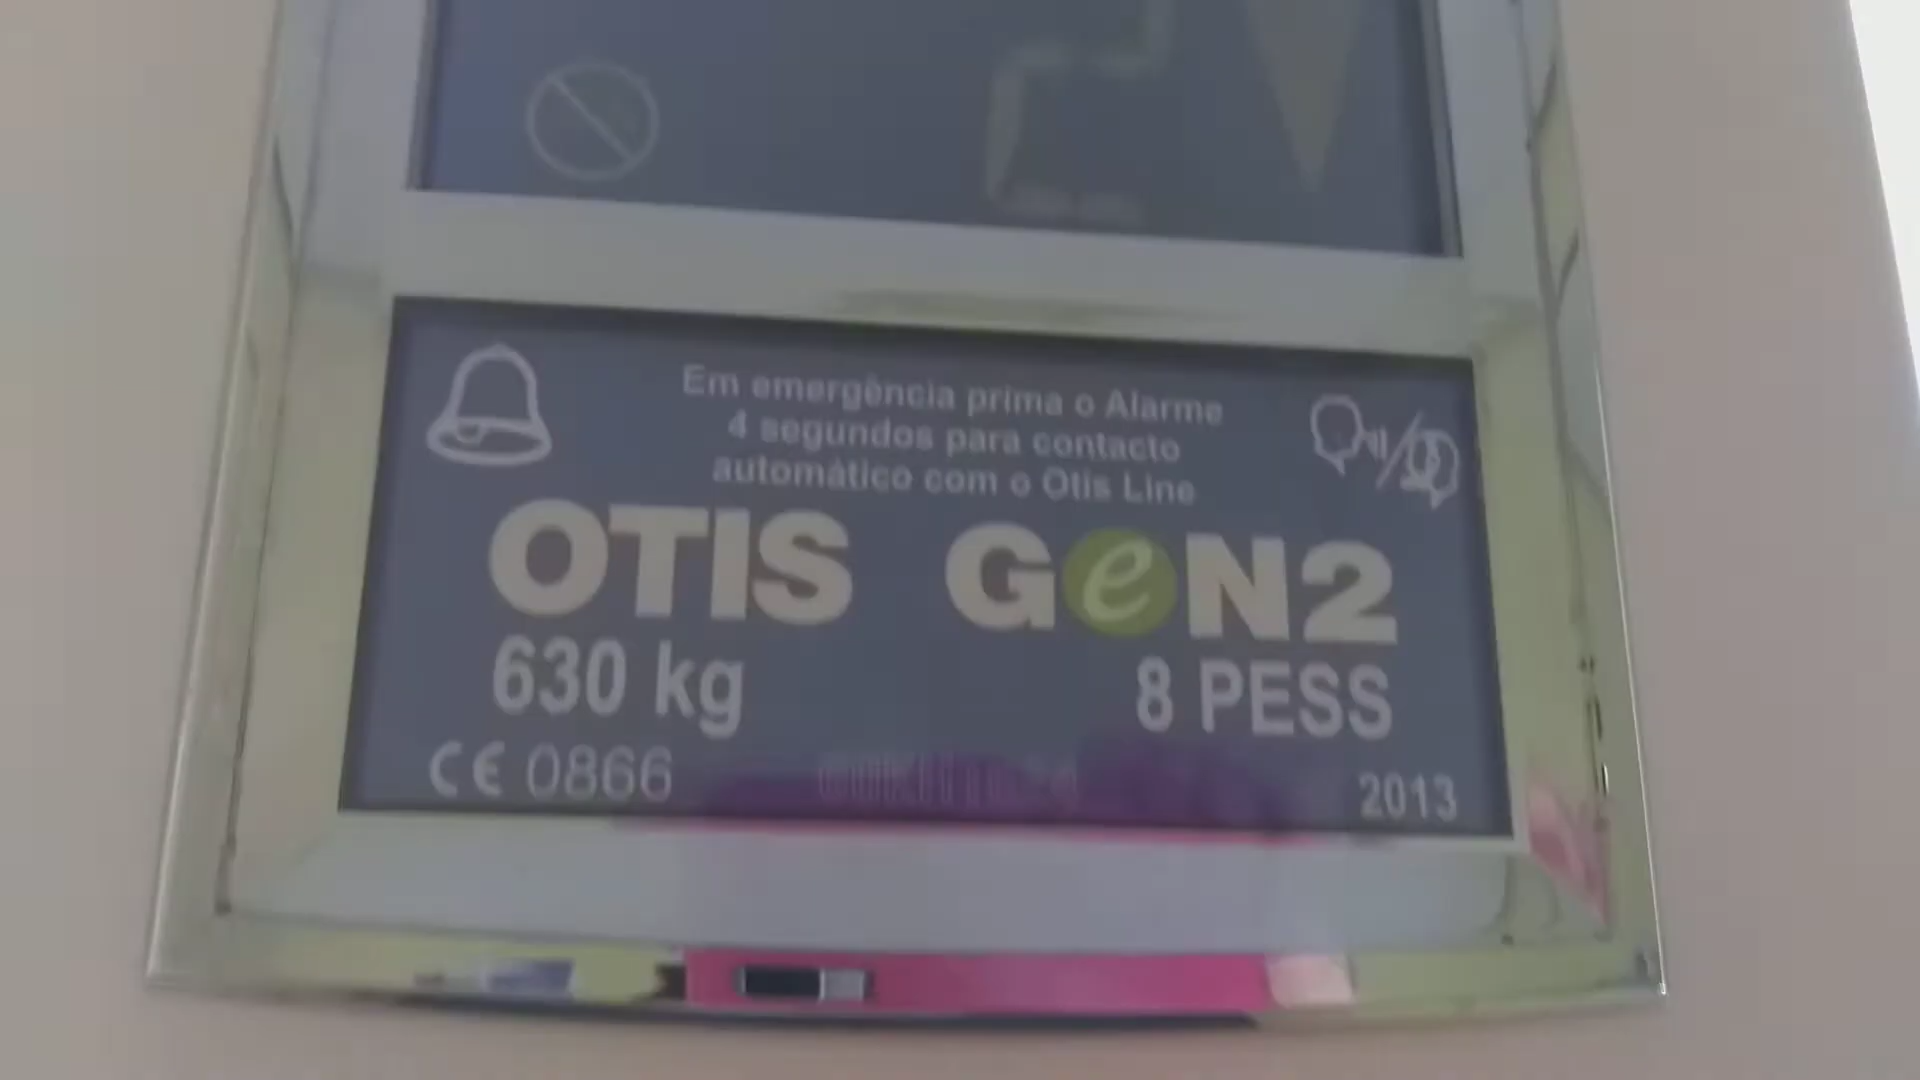 2
Em emergência prima o Alarme
4 segundos para contacto
automático com o Otis Line
OTIS GeN2
630 kg 8 PESS
CE 0866 2013